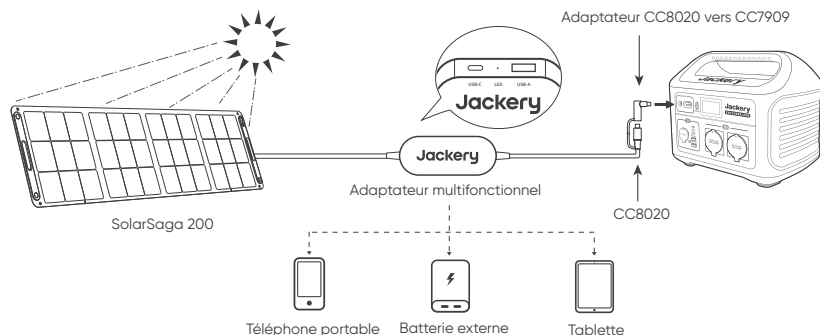 Adaptateur CC8020 vers CC7909
USB-C LED USB-A
Jackery
Jackery
Jackery
Jackery
Adaptateur multifonctionnel
SolarSaga 200
CC8020
Téléphone portable
Batterie externe
Tablette